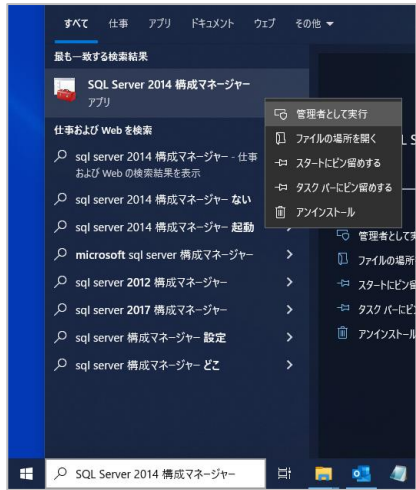 すべて 仕事 アプリ ドキュメント ウェブ その他
最も一致する検索結果
SQL Server 2014 構成マネージャー
アプリ
管理者として実行
ファイルの場所を開く
スタートにピン留めする
タスク バーにピン留めする
アンインストール
仕事および Web を検索
sql server 2014 構成マネージャー - 仕事
および Web の検索結果を表示
sql server 2014 構成マネージャー ない
sql server 2014 構成マネージャー 起動
microsoft sql server 構成マネージャー
sql server 2012 構成マネージャー
sql server 2017 構成マネージャー
sql server 構成マネージャー 設定
sql server 構成マネージャー どこ
L S
管理者として実
ファイルの場所
スタートにピン留
タスク バーにピ
アンインストール
SQL Server 2014 構成マネージャー